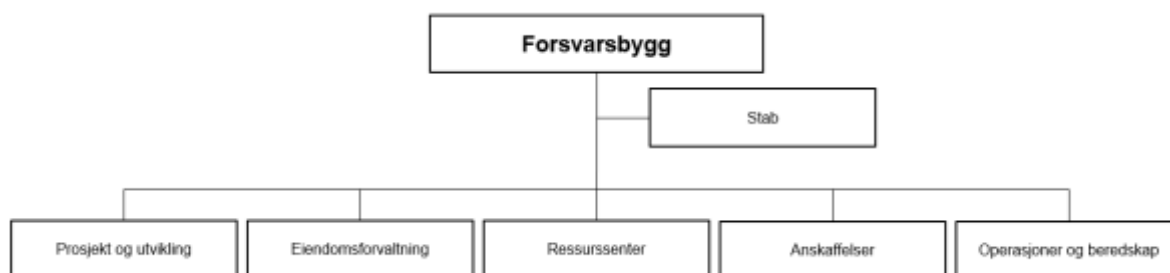 Forsvarsbygg
Stab
Prosjekt og utvikling
Eiendomsforvaltning
Ressurssenter
Anskaffelser
Operasjoner og beredskap